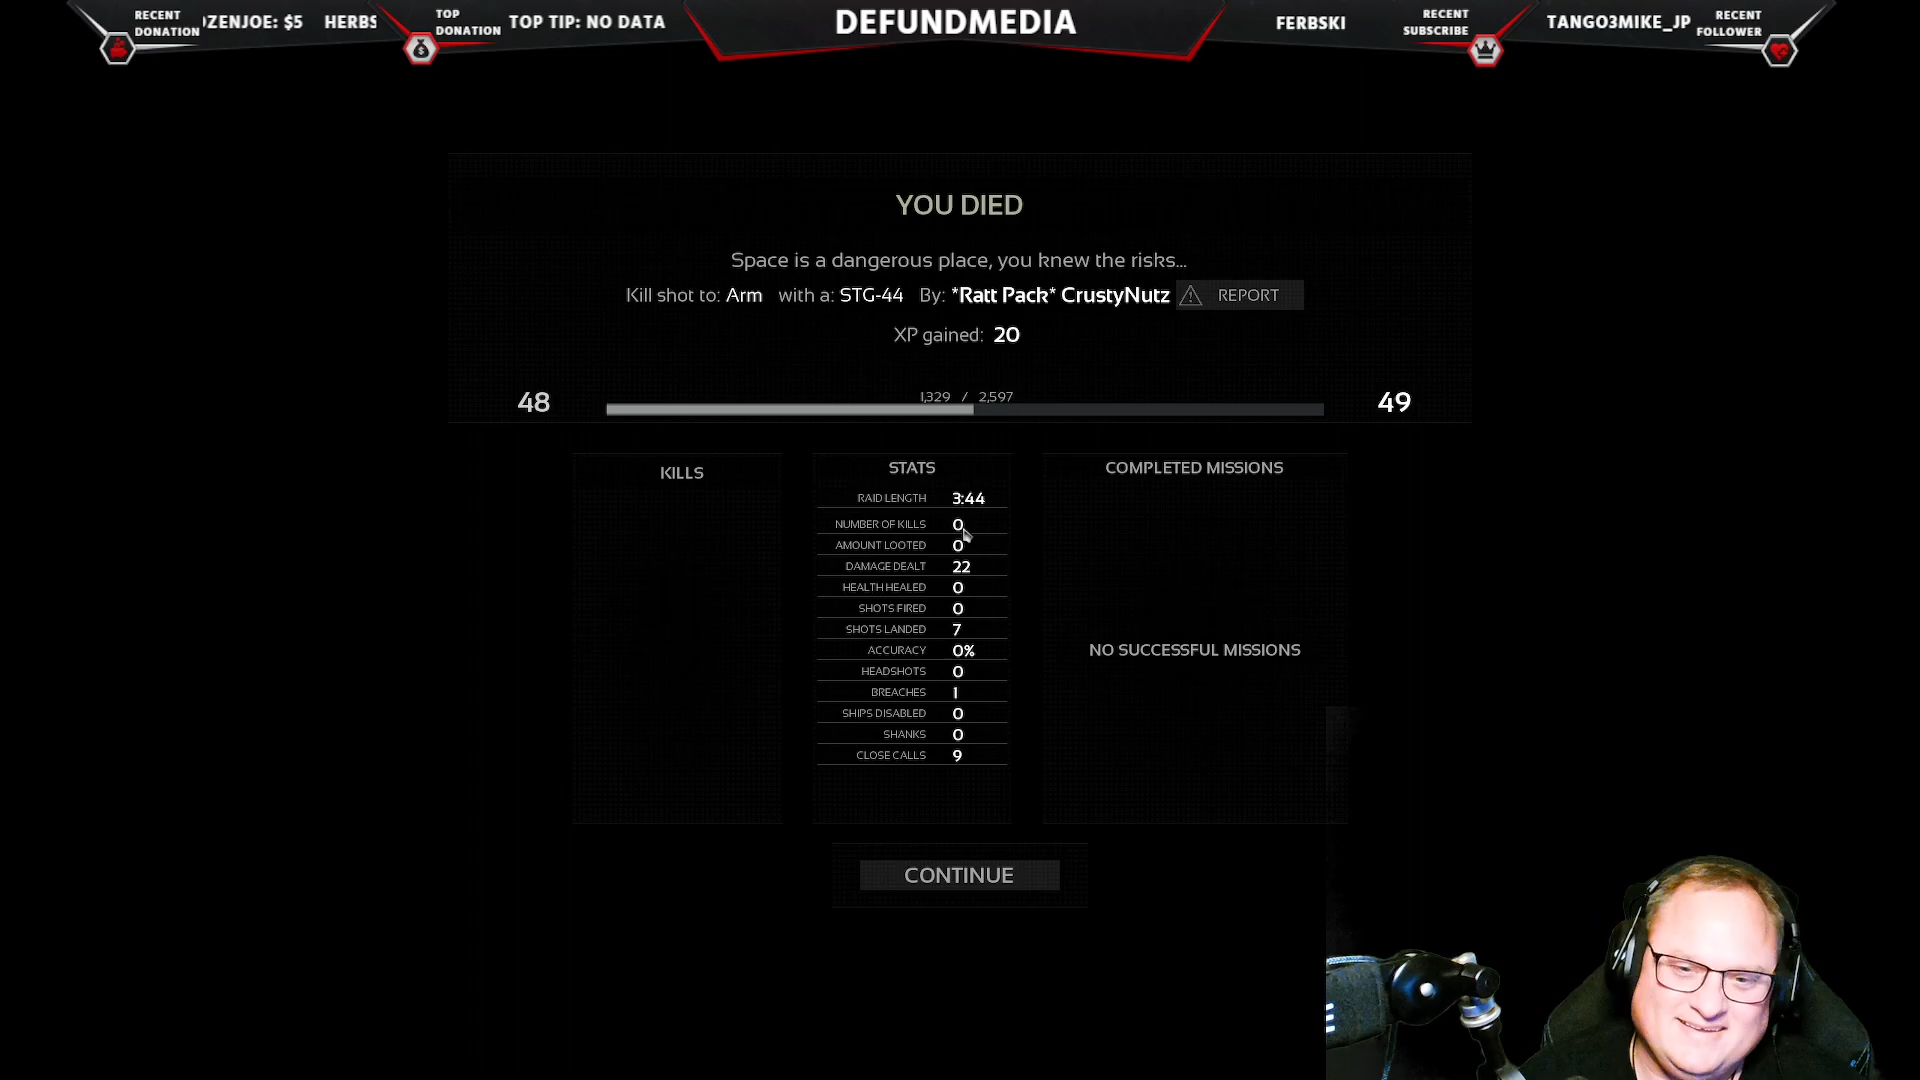 RECENT
DONATION
OZENJOE: $5 HERBS
TOP
DONATION
TOP TIP: NO DATA
DEFUNDMEDIA
FERBSKI
RECENT
SUBSCRIBE
TANGO3MIKE_JP
RECENT
FOLLOWER
YOU DIED
Space is a dangerous place, you knew the risks...
Kill shot to: Arm with a: STG-44 By: *Ratt Pack* CrustyNutz REPORT
XP gained: 20
48 1,329 / 2,597 49
KILLS
STATS
RAID LENGTH 3:44
NUMBER OF KILLS 0
AMOUNT LOOTED 0
DAMAGE DEALT 22
HEALTH HEALED 0
SHOTS FIRED 0
SHOTS LANDED 7
ACCURACY 0%
HEADSHOTS 0
BREACHES 1
SHIPS DISABLED 0
SHANKS 0
CLOSE CALLS 9
COMPLETED MISSIONS
NO SUCCESSFUL MISSIONS
CONTINUE